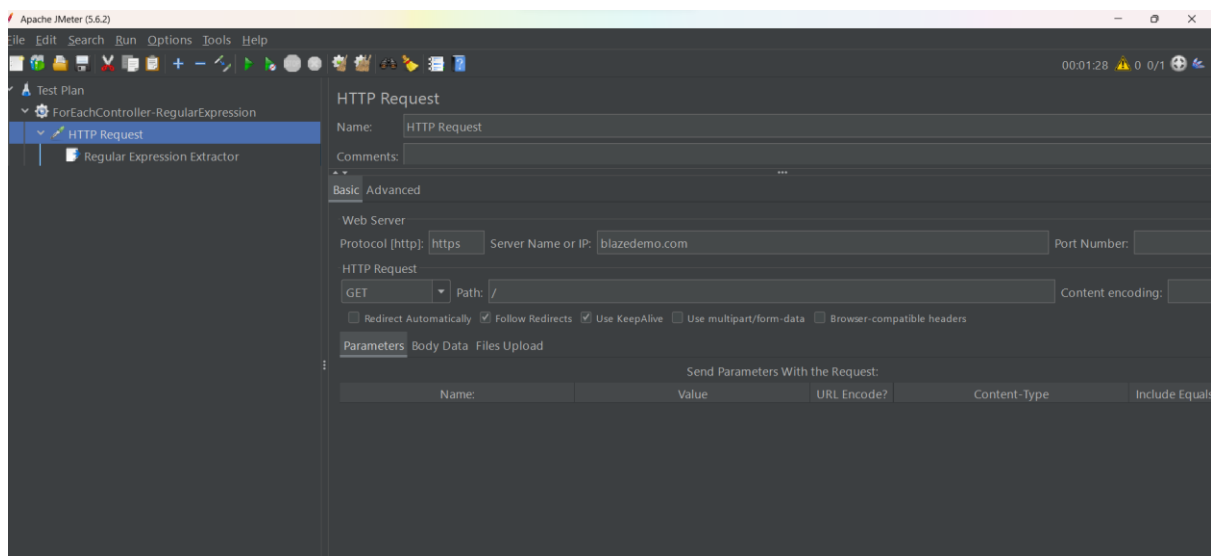 Apache JMeter (5.6.2)
File Edit Search Run Options Tools Help
00:01:28 0 0/1
Test Plan
ForEachController-RegularExpression
HTTP Request
Regular Expression Extractor
HTTP Request
Name: HTTP Request
Comments:
Basic Advanced
Web Server
Protocol [http]: https Server Name or IP: blazedemo.com Port Number:
HTTP Request
GET Path: / Content encoding:
Redirect Automatically Follow Redirects Use KeepAlive Use multipart/form-data Browser-compatible headers
Parameters Body Data Files Upload
Send Parameters With the Request:
Name: Value URL Encode? Content-Type Include Equals